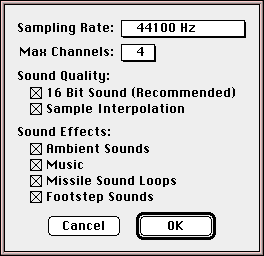 Sampling Rate: 44100 Hz
Max Channels: 4
Sound Quality:
16 Bit Sound (Recommended)
Sample Interpolation
Sound Effects:
Ambient Sounds
Music
Missile Sound Loops
Footstep Sounds
Cancel OK